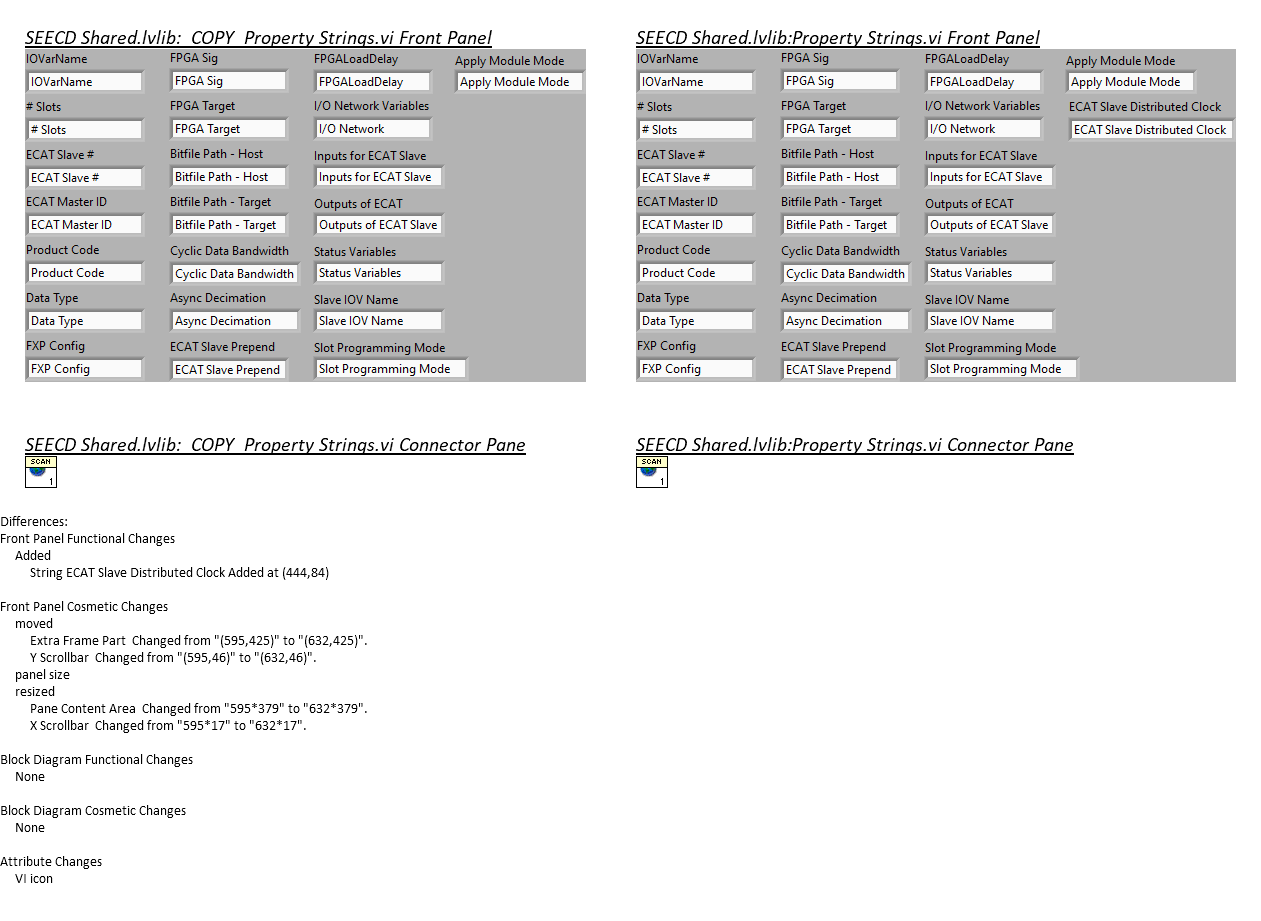 SEECD Shared.lvlib:  COPY  Property Strings.vi Front Panel
IOVarName
FPGA Sig
FPGALoadDelay
Apply Module Mode
IOVarName
FPGA Sig
FPGALoadDelay
Apply Module Mode
# Slots
FPGA Target
I/O Network Variables
# Slots
FPGA Target
I/O Network
ECAT Slave #
Bitfile Path - Host
Inputs for ECAT Slave
ECAT Slave #
Bitfile Path - Host
Inputs for ECAT Slave
ECAT Master ID
Bitfile Path - Target
Outputs of ECAT
ECAT Master ID
Bitfile Path - Target
Outputs of ECAT Slave
Product Code
Cyclic Data Bandwidth
Status Variables
Product Code
Cyclic Data Bandwidth
Status Variables
Data Type
Async Decimation
Slave IOV Name
Data Type
Async Decimation
Slave IOV Name
FXP Config
ECAT Slave Prepend
Slot Programming Mode
FXP Config
ECAT Slave Prepend
Slot Programming Mode
SEECD Shared.lvlib:Property Strings.vi Front Panel
IOVarName
FPGA Sig
FPGALoadDelay
Apply Module Mode
IOVarName
FPGA Sig
FPGALoadDelay
Apply Module Mode
# Slots
FPGA Target
I/O Network Variables
ECAT Slave Distributed Clock
# Slots
FPGA Target
I/O Network
ECAT Slave Distributed Clock
ECAT Slave #
Bitfile Path - Host
Inputs for ECAT Slave
ECAT Slave #
Bitfile Path - Host
Inputs for ECAT Slave
ECAT Master ID
Bitfile Path - Target
Outputs of ECAT
ECAT Master ID
Bitfile Path - Target
Outputs of ECAT Slave
Product Code
Cyclic Data Bandwidth
Status Variables
Product Code
Cyclic Data Bandwidth
Status Variables
Data Type
Async Decimation
Slave IOV Name
Data Type
Async Decimation
Slave IOV Name
FXP Config
ECAT Slave Prepend
Slot Programming Mode
FXP Config
ECAT Slave Prepend
Slot Programming Mode
SEECD Shared.lvlib:  COPY  Property Strings.vi Connector Pane
SCAN
1
SEECD Shared.lvlib:Property Strings.vi Connector Pane
SCAN
1
Differences:
Front Panel Functional Changes
Added
String ECAT Slave Distributed Clock Added at (444,84)
Front Panel Cosmetic Changes
moved
Extra Frame Part  Changed from "(595,425)" to "(632,425)".
Y Scrollbar  Changed from "(595,46)" to "(632,46)".
panel size
resized
Pane Content Area  Changed from "595*379" to "632*379".
X Scrollbar  Changed from "595*17" to "632*17".
Block Diagram Functional Changes
None
Block Diagram Cosmetic Changes
None
Attribute Changes
VI icon